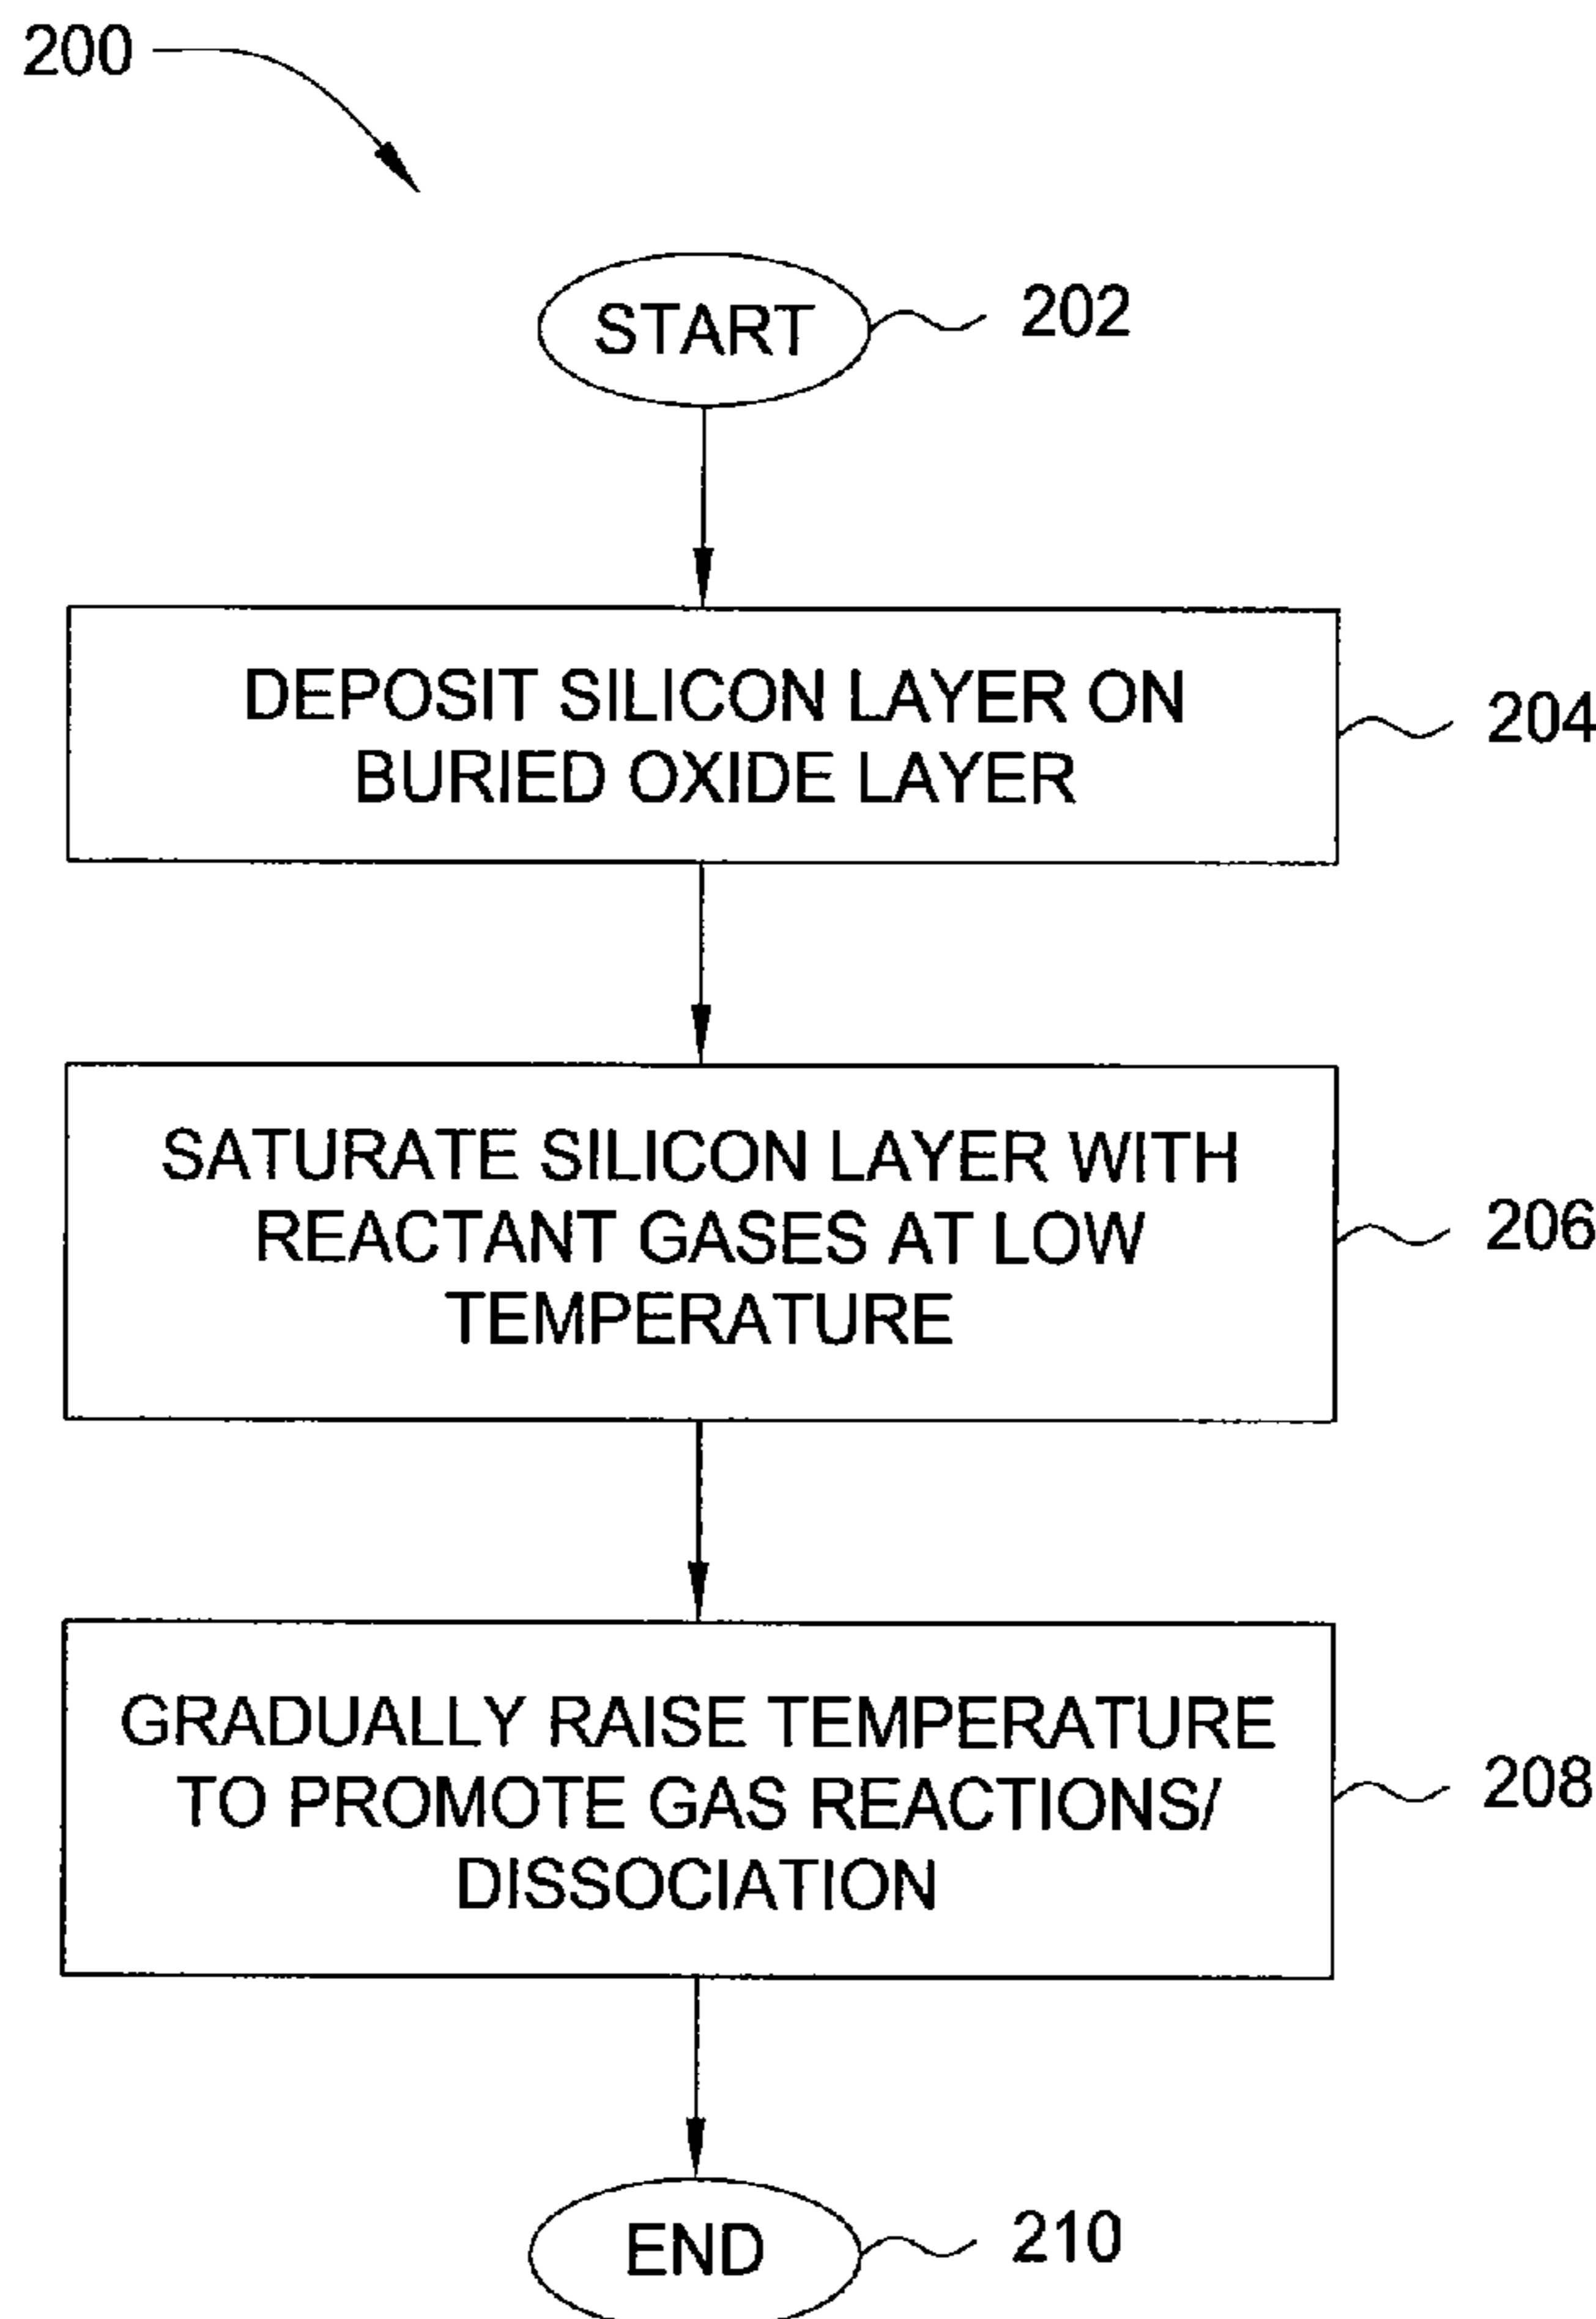 200
START
202
DEPOSIT SILICON LAYER ON
BURIED OXIDE LAYER
204
SATURATE SILICON LAYER WITH
REACTANT GASES AT LOW
TEMPERATURE
206
GRADUALLY RAISE TEMPERATURE
TO PROMOTE GAS REACTIONS/
DISSOCIATION
208
END
210